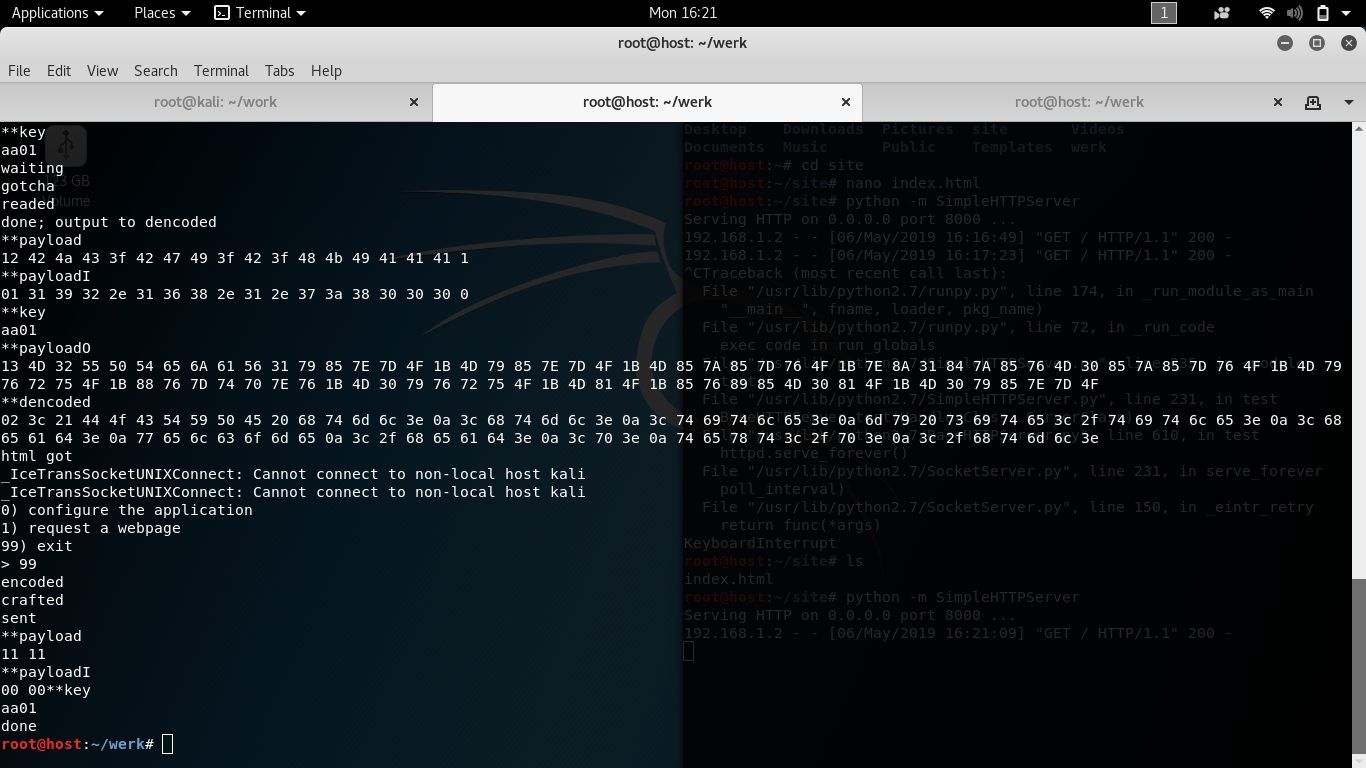 Applications Places Terminal Mon 16:21 1
root@host: ~/werk
File Edit View Search Terminal Tabs Help
root@kali: ~/work root@host: ~/werk root@host: ~/werk
**key
aa01
waiting
gotcha
readed
done; output to dencoded
**payload
12 42 4a 43 3f 42 47 49 3f 42 3f 48 4b 49 41 41 41 1
**payloadI
01 31 39 32 2e 31 36 38 2e 31 2e 37 3a 38 30 30 30 0
**key
aa01
**payloadO
13 4D 32 55 50 54 65 6A 61 56 31 79 85 7E 7D 4F 1B 4D 79 85 7E 7D 4F 1B 4D 85 7A 85 7D 76 4F 1B 7E 8A 31 84 7A 85 76 4D 30 85 7A 85 7D 76 4F 1B 4D 79
76 72 75 4F 1B 88 76 7D 74 70 7E 76 1B 4D 30 79 76 72 75 4F 1B 4D 81 4F 1B 85 76 89 85 4D 30 81 4F 1B 4D 30 79 85 7E 7D 4F
**dencoded
02 3c 21 44 4f 43 54 59 50 45 20 68 74 6d 6c 3e 0a 3c 68 74 6d 6c 3e 0a 3c 74 69 74 6c 65 3e 0a 6d 79 20 73 69 74 65 3c 2f 74 69 74 6c 65 3e 0a 3c 68
65 61 64 3e 0a 77 65 6c 63 6f 6d 65 0a 3c 2f 68 65 61 64 3e 0a 3c 70 3e 0a 74 65 78 74 3c 2f 70 3e 0a 3c 2f 68 74 6d 6c 3e
html got
_IceTransSocketUNIXConnect: Cannot connect to non-local host kali
_IceTransSocketUNIXConnect: Cannot connect to non-local host kali
0) configure the application
1) request a webpage
99) exit
> 99
encoded
crafted
sent
**payload
11 11
**payloadI
00 00**key
aa01
done
root@host:~/werk#
Desktop Downloads Pictures site Videos
Documents Music Public Templates werk
root@host:~# cd site
root@host:~/site# nano index.html
root@host:~/site# python -m SimpleHTTPServer
Serving HTTP on 0.0.0.0 port 8000 ...
192.168.1.2 - - [06/May/2019 16:16:49] "GET / HTTP/1.1" 200 -
192.168.1.2 - - [06/May/2019 16:17:23] "GET / HTTP/1.1" 200 -
^CTraceback (most recent call last):
File "/usr/lib/python2.7/runpy.py", line 174, in _run_module_as_main
"__main__", fname, loader, pkg_name)
File "/usr/lib/python2.7/runpy.py", line 72, in _run_code
exec code in run_globals
line 231, in test
line 610, in test
httpd.serve_forever()
File "/usr/lib/python2.7/SocketServer.py", line 231, in serve_forever
poll_interval)
File "/usr/lib/python2.7/SocketServer.py", line 150, in _eintr_retry
return func(*args)
KeyboardInterrupt
root@host:~/site# ls
index.html
root@host:~/site# python -m SimpleHTTPServer
Serving HTTP on 0.0.0.0 port 8000 ...
192.168.1.2 - - [06/May/2019 16:21:09] "GET / HTTP/1.1" 200 -